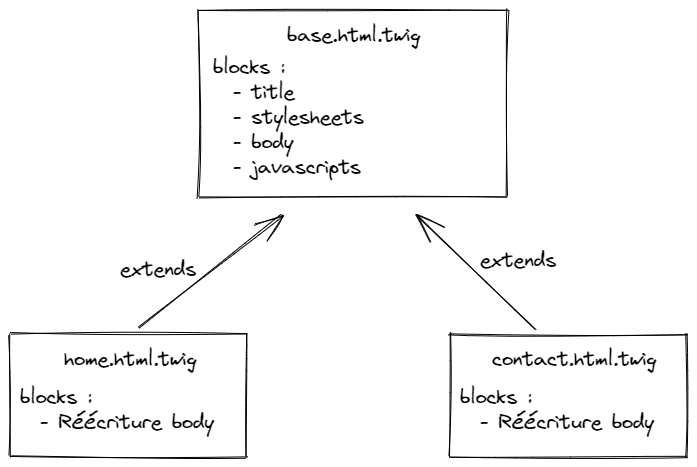 base.html.twig
blocks :
- title
- stylesheets
- body
- javascripts
extends
extends
home.html.twig
blocks :
- Réécriture body
contact.html.twig
blocks :
- Réécriture body